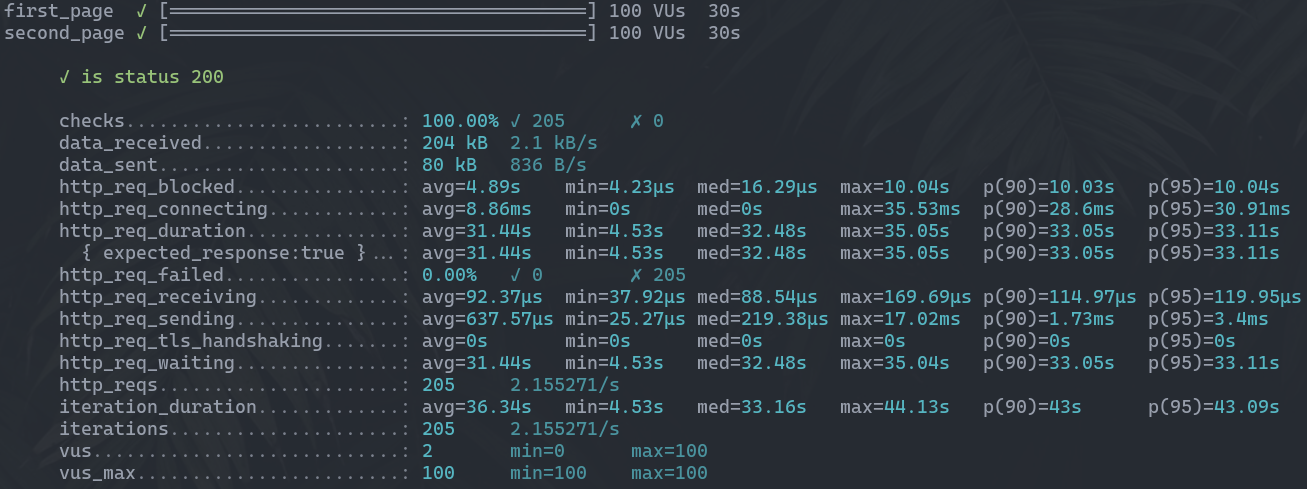 first_page  ✓ [======================================] 100 VUs  30s
second_page ✓ [======================================] 100 VUs  30s
✓ is status 200
checks.........................: 100.00% ✓ 205      ✗ 0
data_received..................: 204 kB  2.1 kB/s
data_sent......................: 80 kB   836 B/s
http_req_blocked...............: avg=4.89s    min=4.23µs  med=16.29µs  max=10.04s   p(90)=10.03s   p(95)=10.04s
http_req_connecting............: avg=8.86ms   min=0s      med=0s       max=35.53ms  p(90)=28.6ms   p(95)=30.91ms
http_req_duration..............: avg=31.44s   min=4.53s   med=32.48s   max=35.05s   p(90)=33.05s   p(95)=33.11s
{ expected_response:true }...: avg=31.44s   min=4.53s   med=32.48s   max=35.05s   p(90)=33.05s   p(95)=33.11s
http_req_failed................: 0.00%   ✓ 0        ✗ 205
http_req_receiving.............: avg=92.37µs  min=37.92µs med=88.54µs  max=169.69µs p(90)=114.97µs p(95)=119.95µs
http_req_sending...............: avg=637.57µs min=25.27µs med=219.38µs max=17.02ms  p(90)=1.73ms   p(95)=3.4ms
http_req_tls_handshaking.......: avg=0s       min=0s      med=0s       max=0s       p(90)=0s       p(95)=0s
http_req_waiting...............: avg=31.44s   min=4.53s   med=32.48s   max=35.04s   p(90)=33.05s   p(95)=33.11s
http_reqs......................: 205     2.155271/s
iteration_duration.............: avg=36.34s   min=4.53s   med=33.16s   max=44.13s   p(90)=43s      p(95)=43.09s
iterations.....................: 205     2.155271/s
vus............................: 2       min=0      max=100
vus_max........................: 100     min=100    max=100